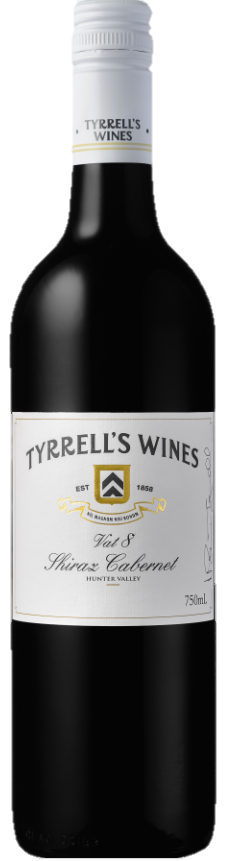 TYRRELL'S
WINES
TYRRELL'S WINES
EST 1858
Vat 8
Shiraz Cabernet
HUNTER VALLEY
750mL